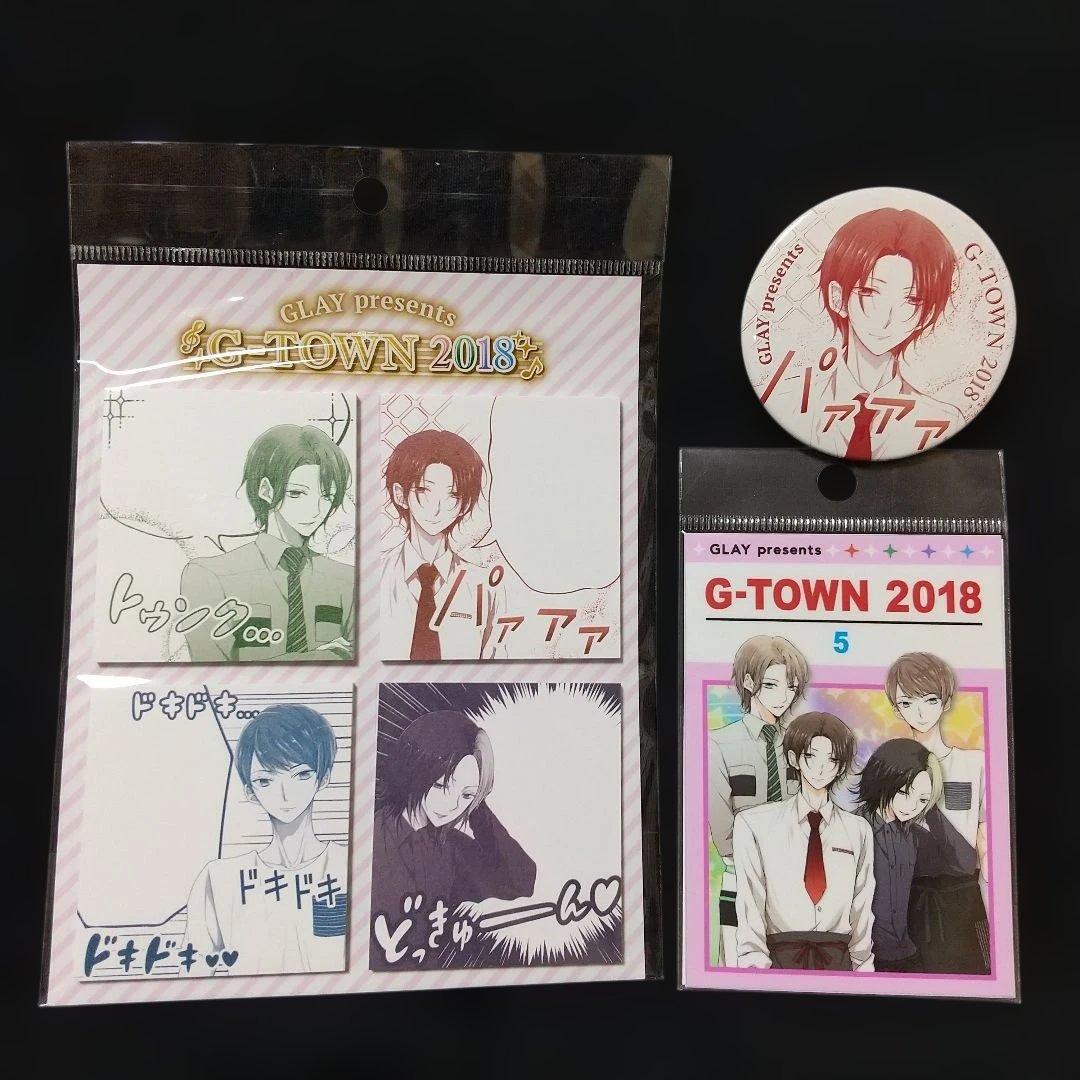 GLAY presents
G-TOWN 2018
トゥンク…
パァァァ
ドキドキ…
ドキドキ
ドキドキ♥♥
どっきゅーーん♡
GLAY presents
G-TOWN 2018
パァァァ
GLAY presents
G-TOWN 2018
5